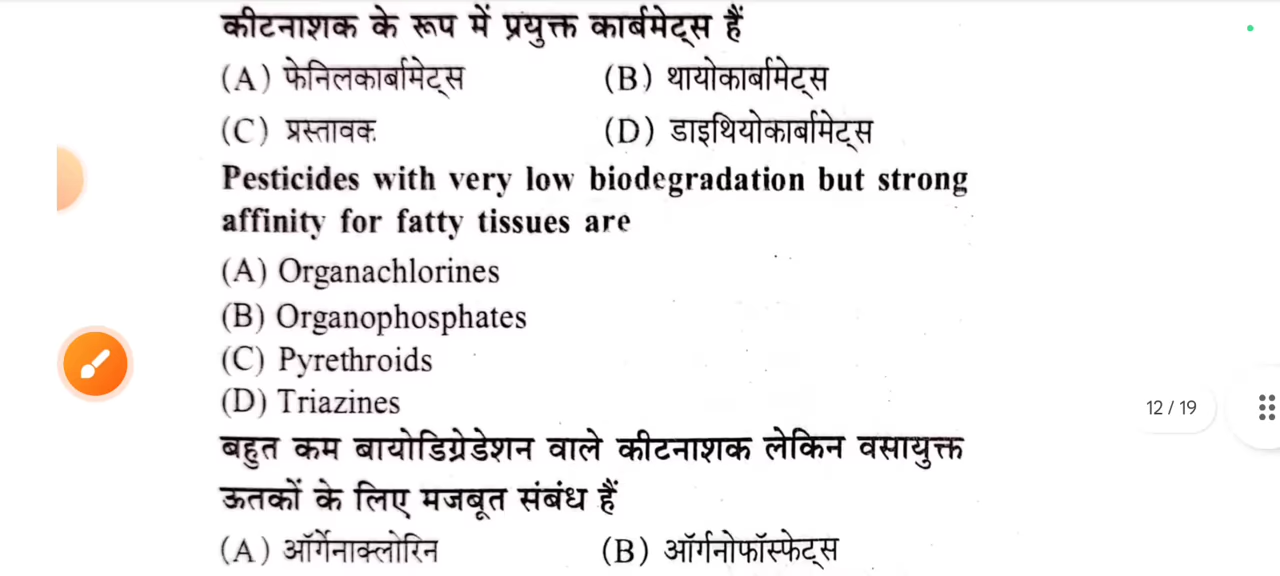 कीटनाशक के रूप में प्रयुक्त कार्बमेट्स हैं
(A) फेनिलकार्बामेट्स (B) थायोकार्बामेट्स
(C) प्रस्तावक (D) डाइथियोकार्बामेट्स
Pesticides with very low biodegradation but strong
affinity for fatty tissues are
(A) Organachlorines
(B) Organophosphates
(C) Pyrethroids
(D) Triazines
12 / 19
बहुत कम बायोडिग्रेडेशन वाले कीटनाशक लेकिन वसायुक्त
ऊतकों के लिए मजबूत संबंध हैं
(A) ऑर्गेनाक्लोरिन (B) ऑर्गनोफॉस्फेट्स